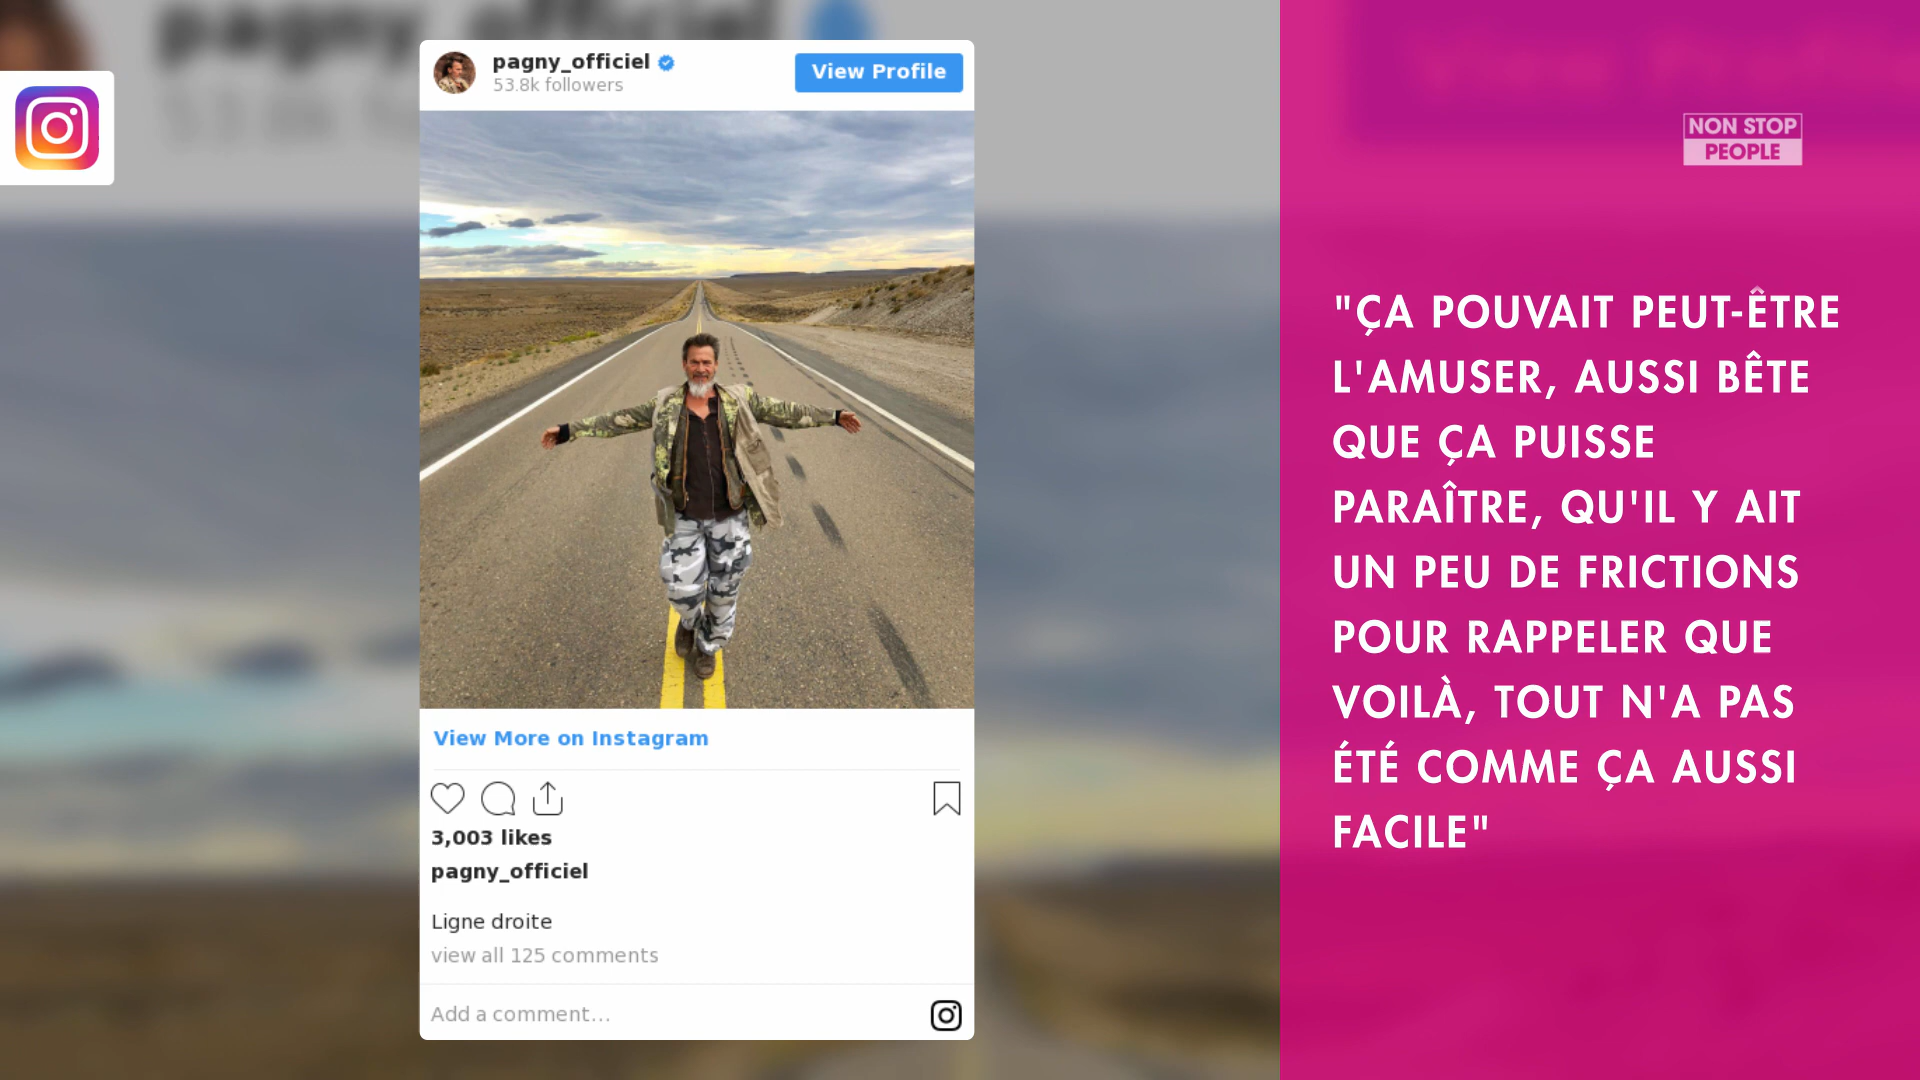 pagny_officiel
53.8k followers
View Profile
View More on Instagram
3,003 likes
pagny_officiel
Ligne droite
view all 125 comments
Add a comment...
NON STOP
PEOPLE
"ÇA POUVAIT PEUT-ÊTRE
L'AMUSER, AUSSI BÊTE
QUE ÇA PUISSE
PARAÎTRE, QU'IL Y AIT
UN PEU DE FRICTIONS
POUR RAPPELER QUE
VOILÀ, TOUT N'A PAS
ÉTÉ COMME ÇA AUSSI
FACILE"